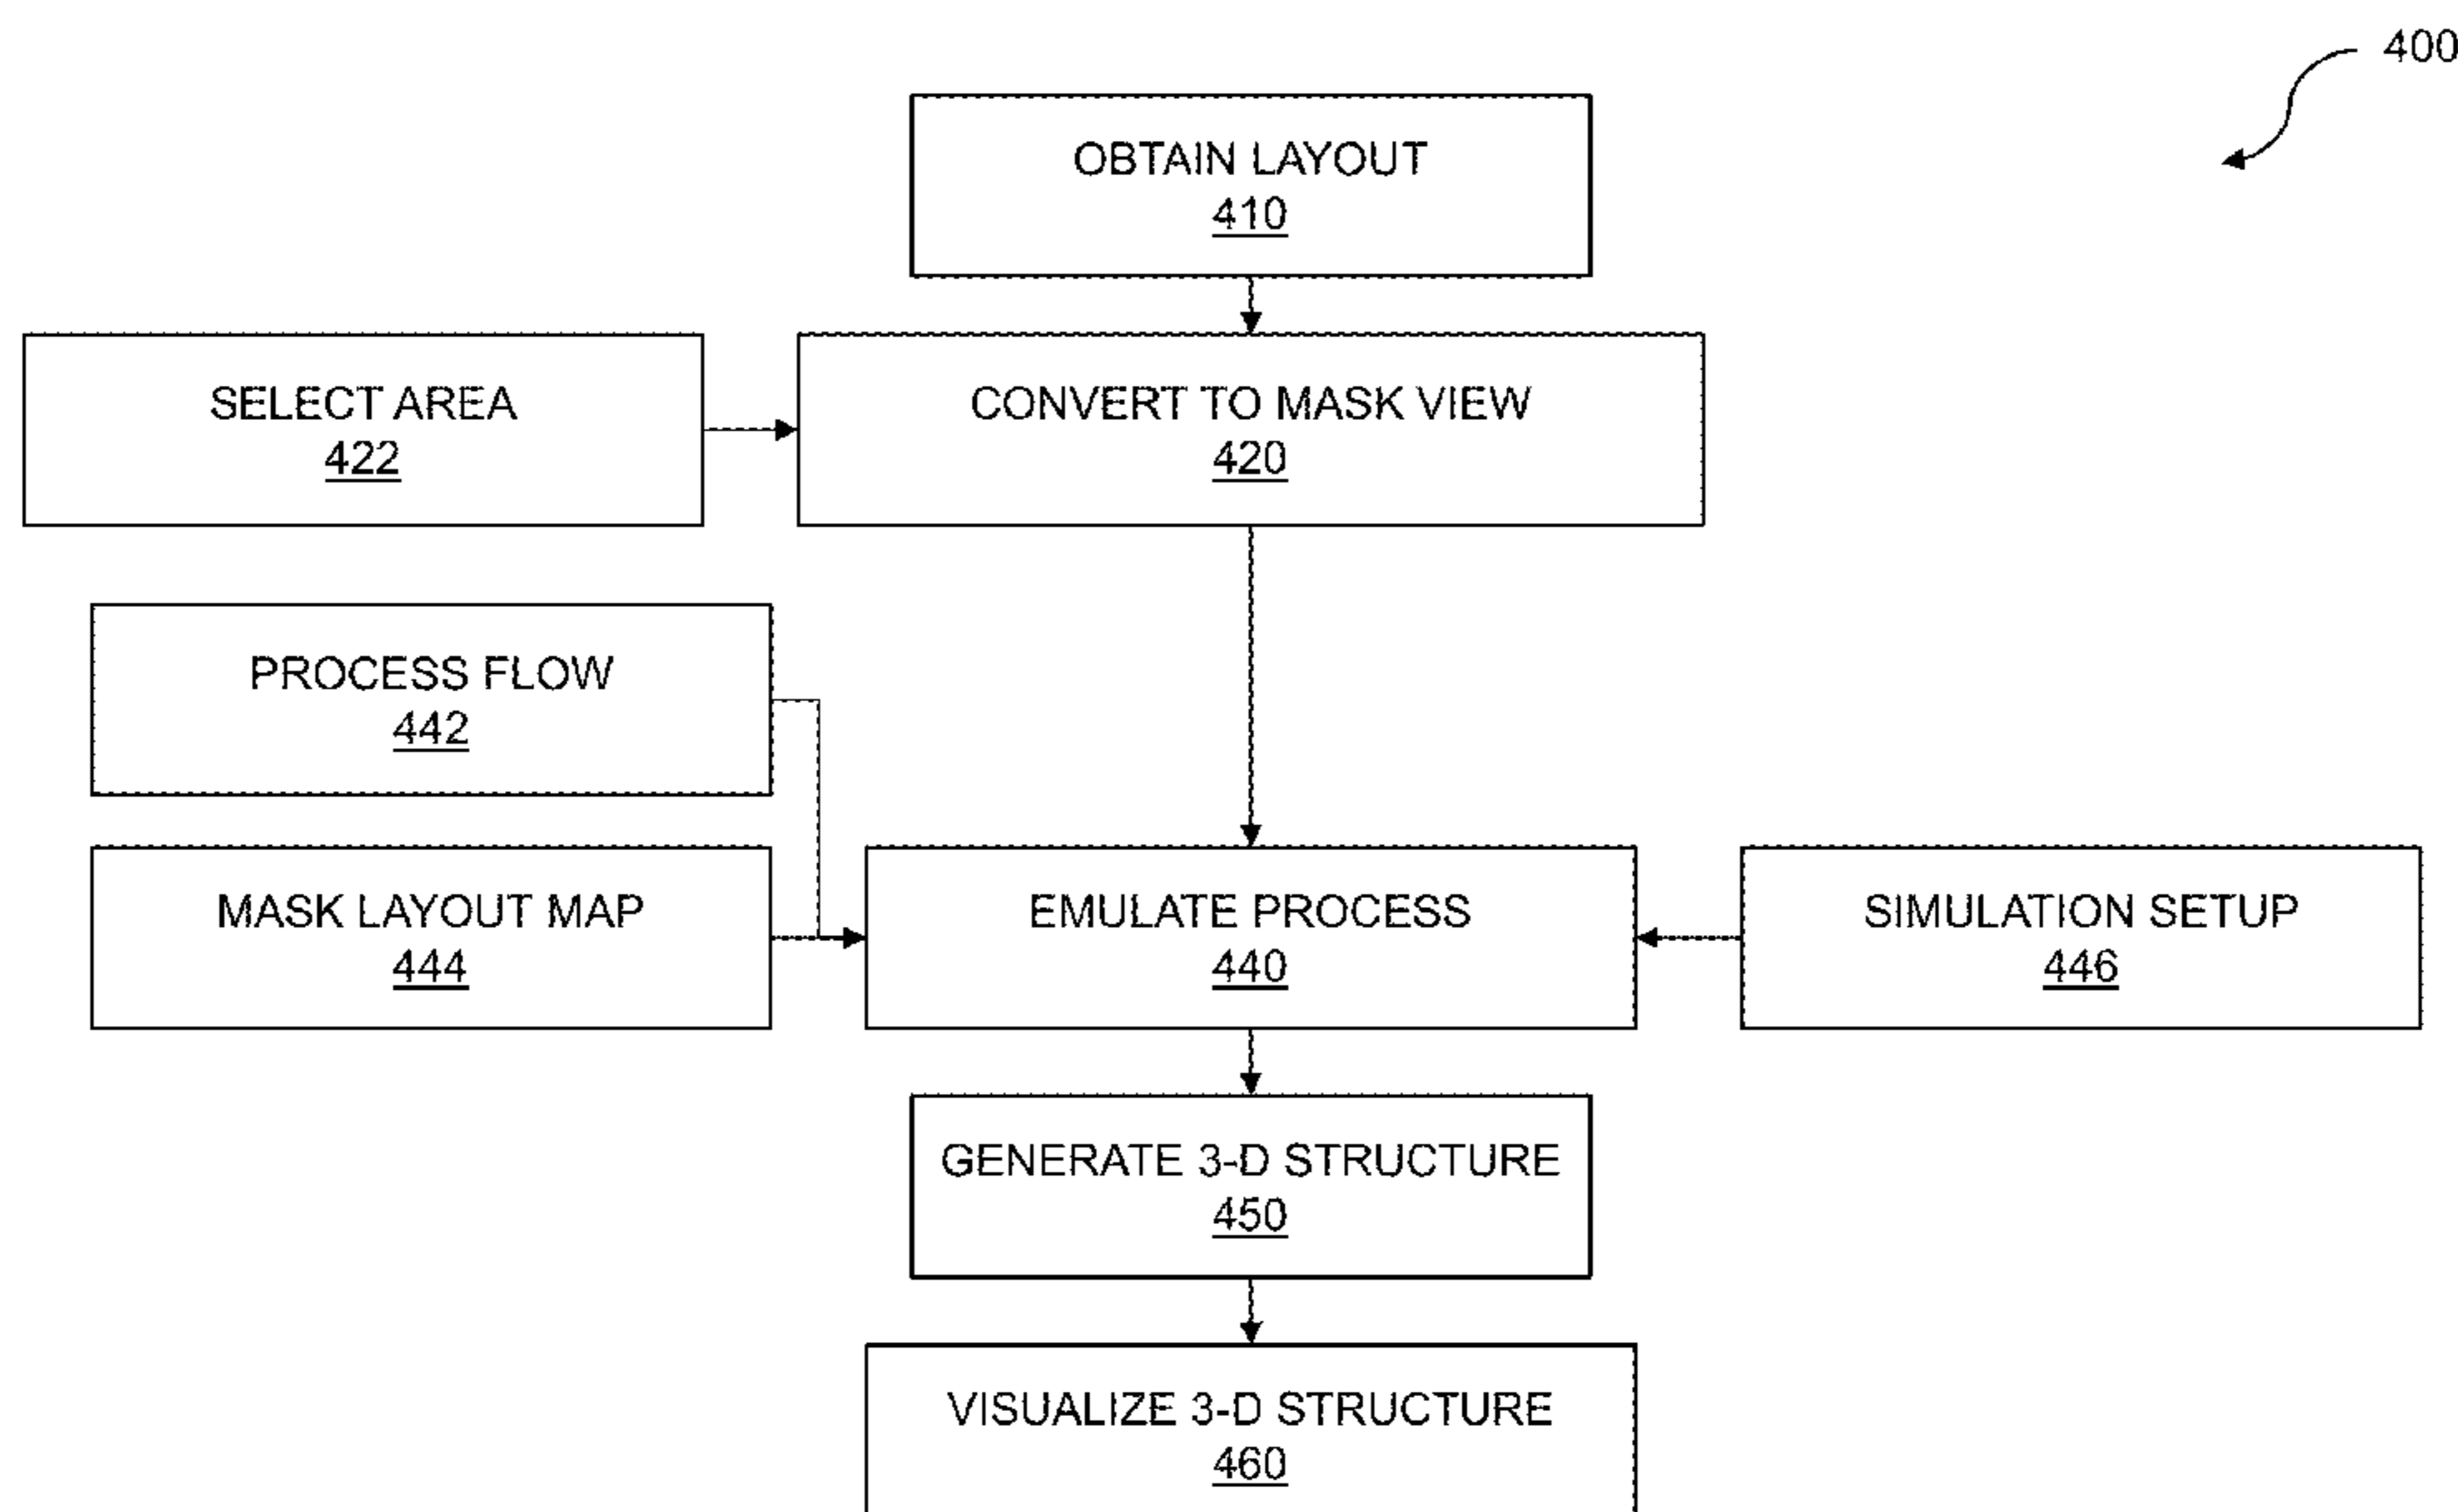 400
OBTAIN LAYOUT
410
SELECT AREA
422
CONVERT TO MASK VIEW
420
PROCESS FLOW
442
MASK LAYOUT MAP
444
EMULATE PROCESS
440
SIMULATION SETUP
446
GENERATE 3-D STRUCTURE
450
VISUALIZE 3-D STRUCTURE
460